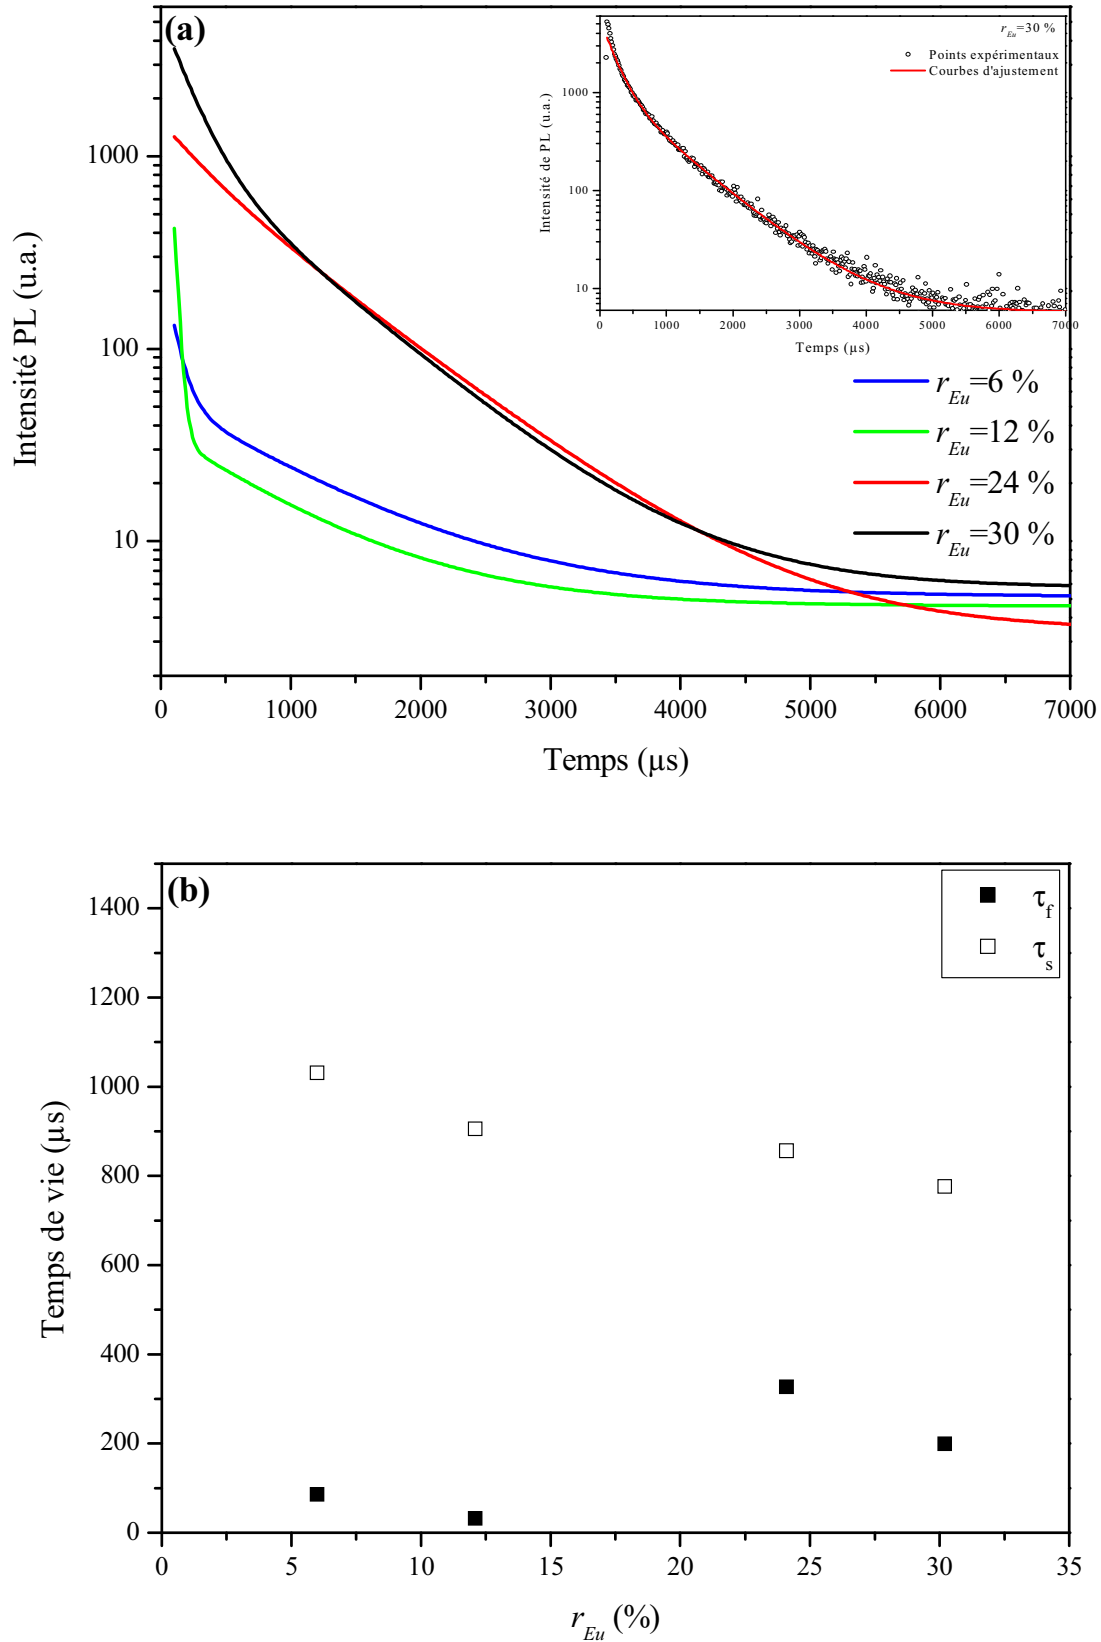 (a)
r_Eu=30 %
Points expérimentaux
Courbes d'ajustement
1000
100
10
Intensité de PL (u.a.)
0 1000 2000 3000 4000 5000 6000 7000
Temps (µs)
1000
100
10
Intensité PL (u.a.)
r_Eu=6 %
r_Eu=12 %
r_Eu=24 %
r_Eu=30 %
0 1000 2000 3000 4000 5000 6000 7000
Temps (µs)
(b)
τ_f
τ_s
1400
1200
1000
800
600
400
200
0
Temps de vie (µs)
0 5 10 15 20 25 30 35
r_Eu (%)